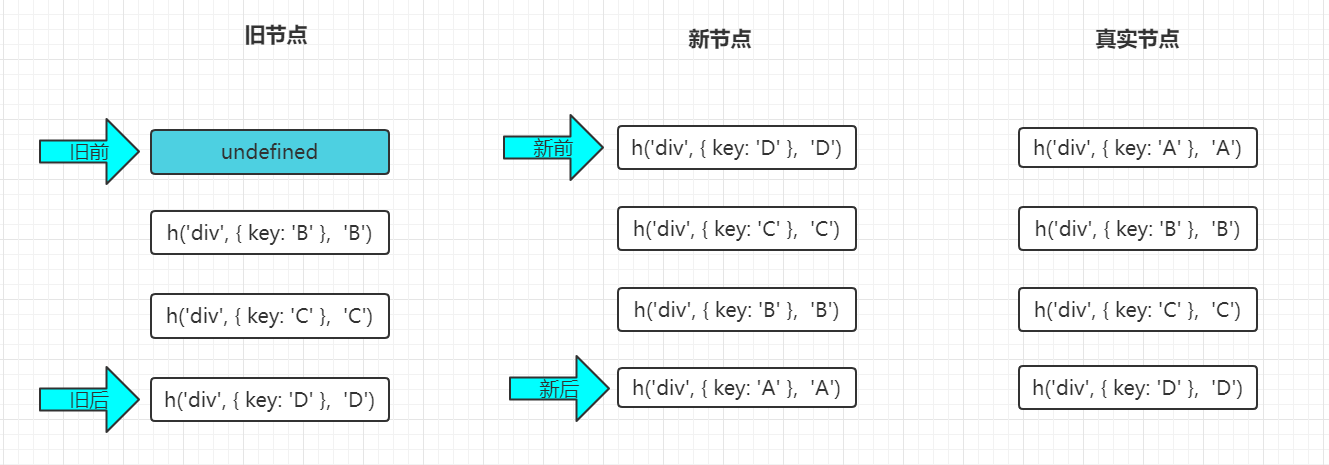 旧节点
新节点
真实节点
旧前
undefined
新前
h('div', { key: 'D' },  'D')
h('div', { key: 'A' },  'A')
h('div', { key: 'B' },  'B')
h('div', { key: 'C' },  'C')
h('div', { key: 'B' },  'B')
h('div', { key: 'C' },  'C')
h('div', { key: 'B' },  'B')
h('div', { key: 'C' },  'C')
旧后
h('div', { key: 'D' },  'D')
新后
h('div', { key: 'A' },  'A')
h('div', { key: 'D' },  'D')